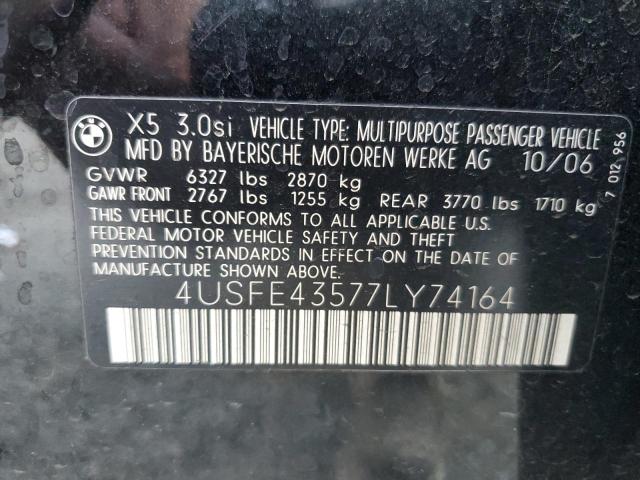 BMW
X5 3.0si VEHICLE TYPE: MULTIPURPOSE PASSENGER VEHICLE
MFD BY BAYERISCHE MOTOREN WERKE AG 10/06
GVWR 6327 lbs 2870 kg
GAWR FRONT 2767 lbs 1255 kg REAR 3770 lbs 1710 kg
THIS VEHICLE CONFORMS TO ALL APPLICABLE U.S.
FEDERAL MOTOR VEHICLE SAFETY AND THEFT
PREVENTION STANDARDS IN EFFECT ON THE DATE OF
MANUFACTURE SHOWN ABOVE.
4USFE43577LY74164
7 012 956